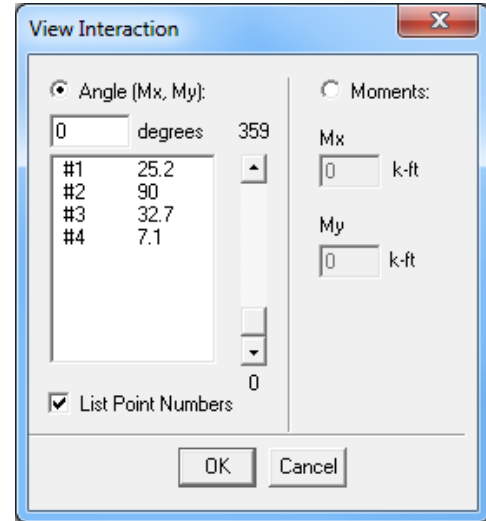 View Interaction
Angle (Mx, My):
0 degrees 359
#1 25.2
#2 90
#3 32.7
#4 7.1
0
List Point Numbers
Moments:
Mx
0 k-ft
My
0 k-ft
OK Cancel